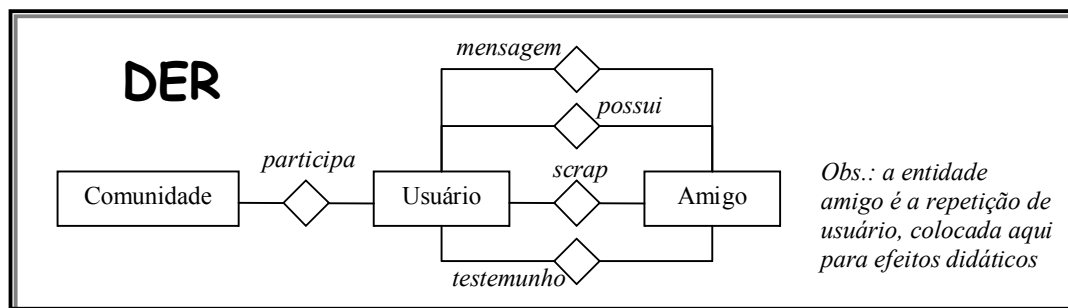 DER
mensagem
possui
participa
scrap
Comunidade
Usuário
Amigo
testemunho
Obs.: a entidade
amigo é a repetição de
usuário, colocada aqui
para efeitos didáticos